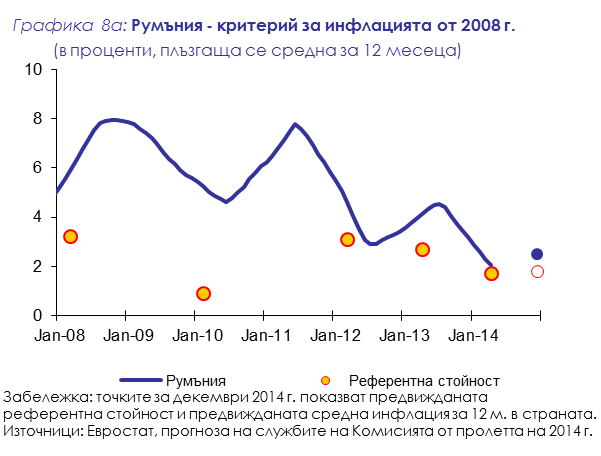 Графика 8a: Румъния - критерий за инфлацията от 2008 г.
(в проценти, плъзгаща се средна за 12 месеца)
10
8
6
4
2
0
Jan-08 Jan-09 Jan-10 Jan-11 Jan-12 Jan-13 Jan-14
Румъния Референтна стойност
Забележка: точките за декември 2014 г. показват предвижданата
референтна стойност и предвижданата средна инфлация за 12 м. в страната.
Източници: Евростат, прогноза на службите на Комисията от пролетта на 2014 г.